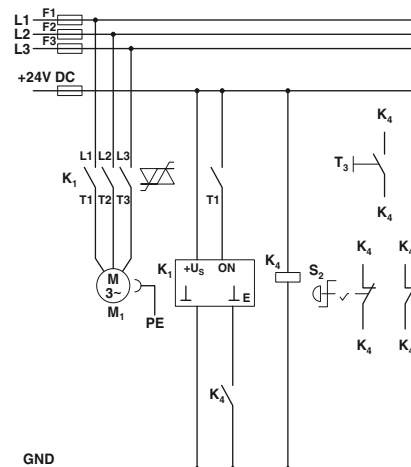 L1 F1
L2 F2
L3 F3
+24V DC
L1 L2 L3
K1
T1 T2 T3
T1
K4
T3
K4
M
3~
M1
PE
K1 +US ON
E
K4
S2
K4 K4
K4 K4
K4
GND